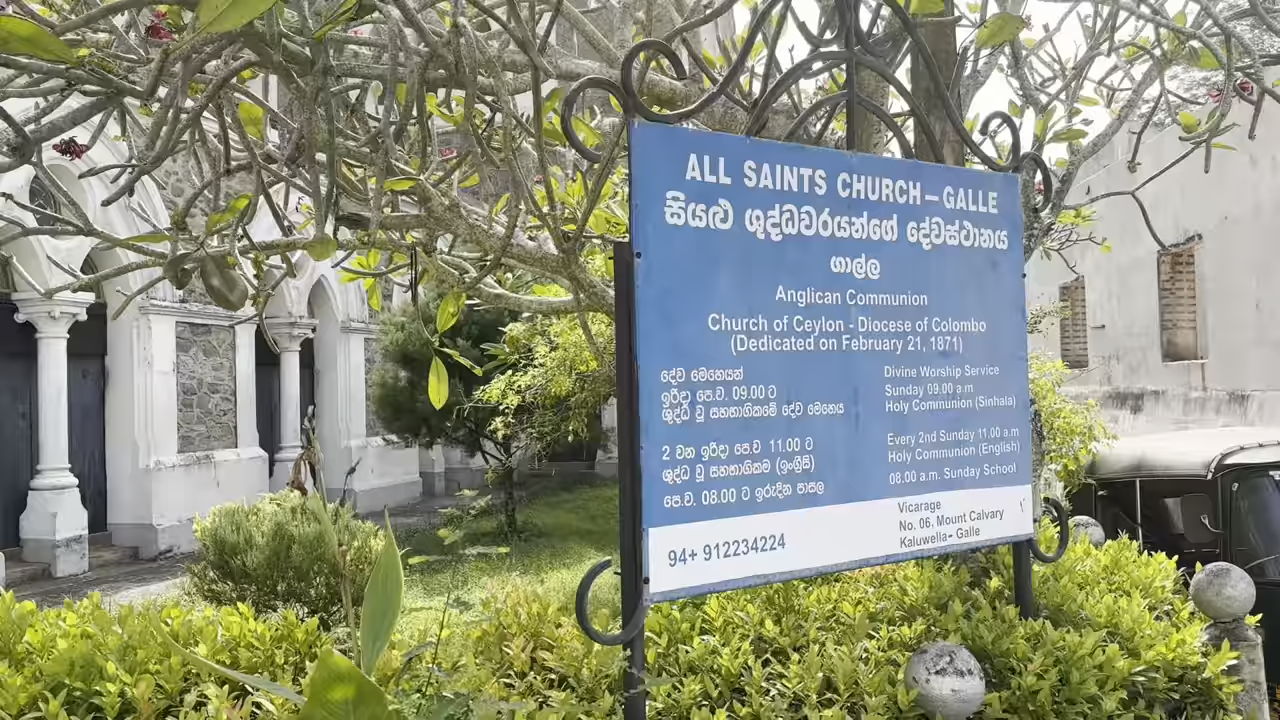 ALL SAINTS CHURCH – GALLE
සියළු ශුද්ධවරයන්ගේ දේවස්ථානය
ගාල්ල
Anglican Communion
Church of Ceylon - Diocese of Colombo
(Dedicated on February 21, 1871)
දේව මෙහෙයන්
ඉරිදා පෙ.ව. 09.00 ට
ශුද්ධ වූ සහභාගිකමේ දේව මෙහෙය
2 වන ඉරිදා පෙ.ව 11.00 ට
ශුද්ධ වූ සහභාගිකම (ඉංග්‍රීසි)
පෙ.ව. 08.00 ට ඉරුදින පාසල
Divine Worship Service
Sunday 09.00 a.m
Holy Communion (Sinhala)
Every 2nd Sunday 11.00 a.m
Holy Communion (English)
08.00 a.m. Sunday School
94+ 912234224
Vicarage
No. 06, Mount Calvary
Kaluwella- Galle